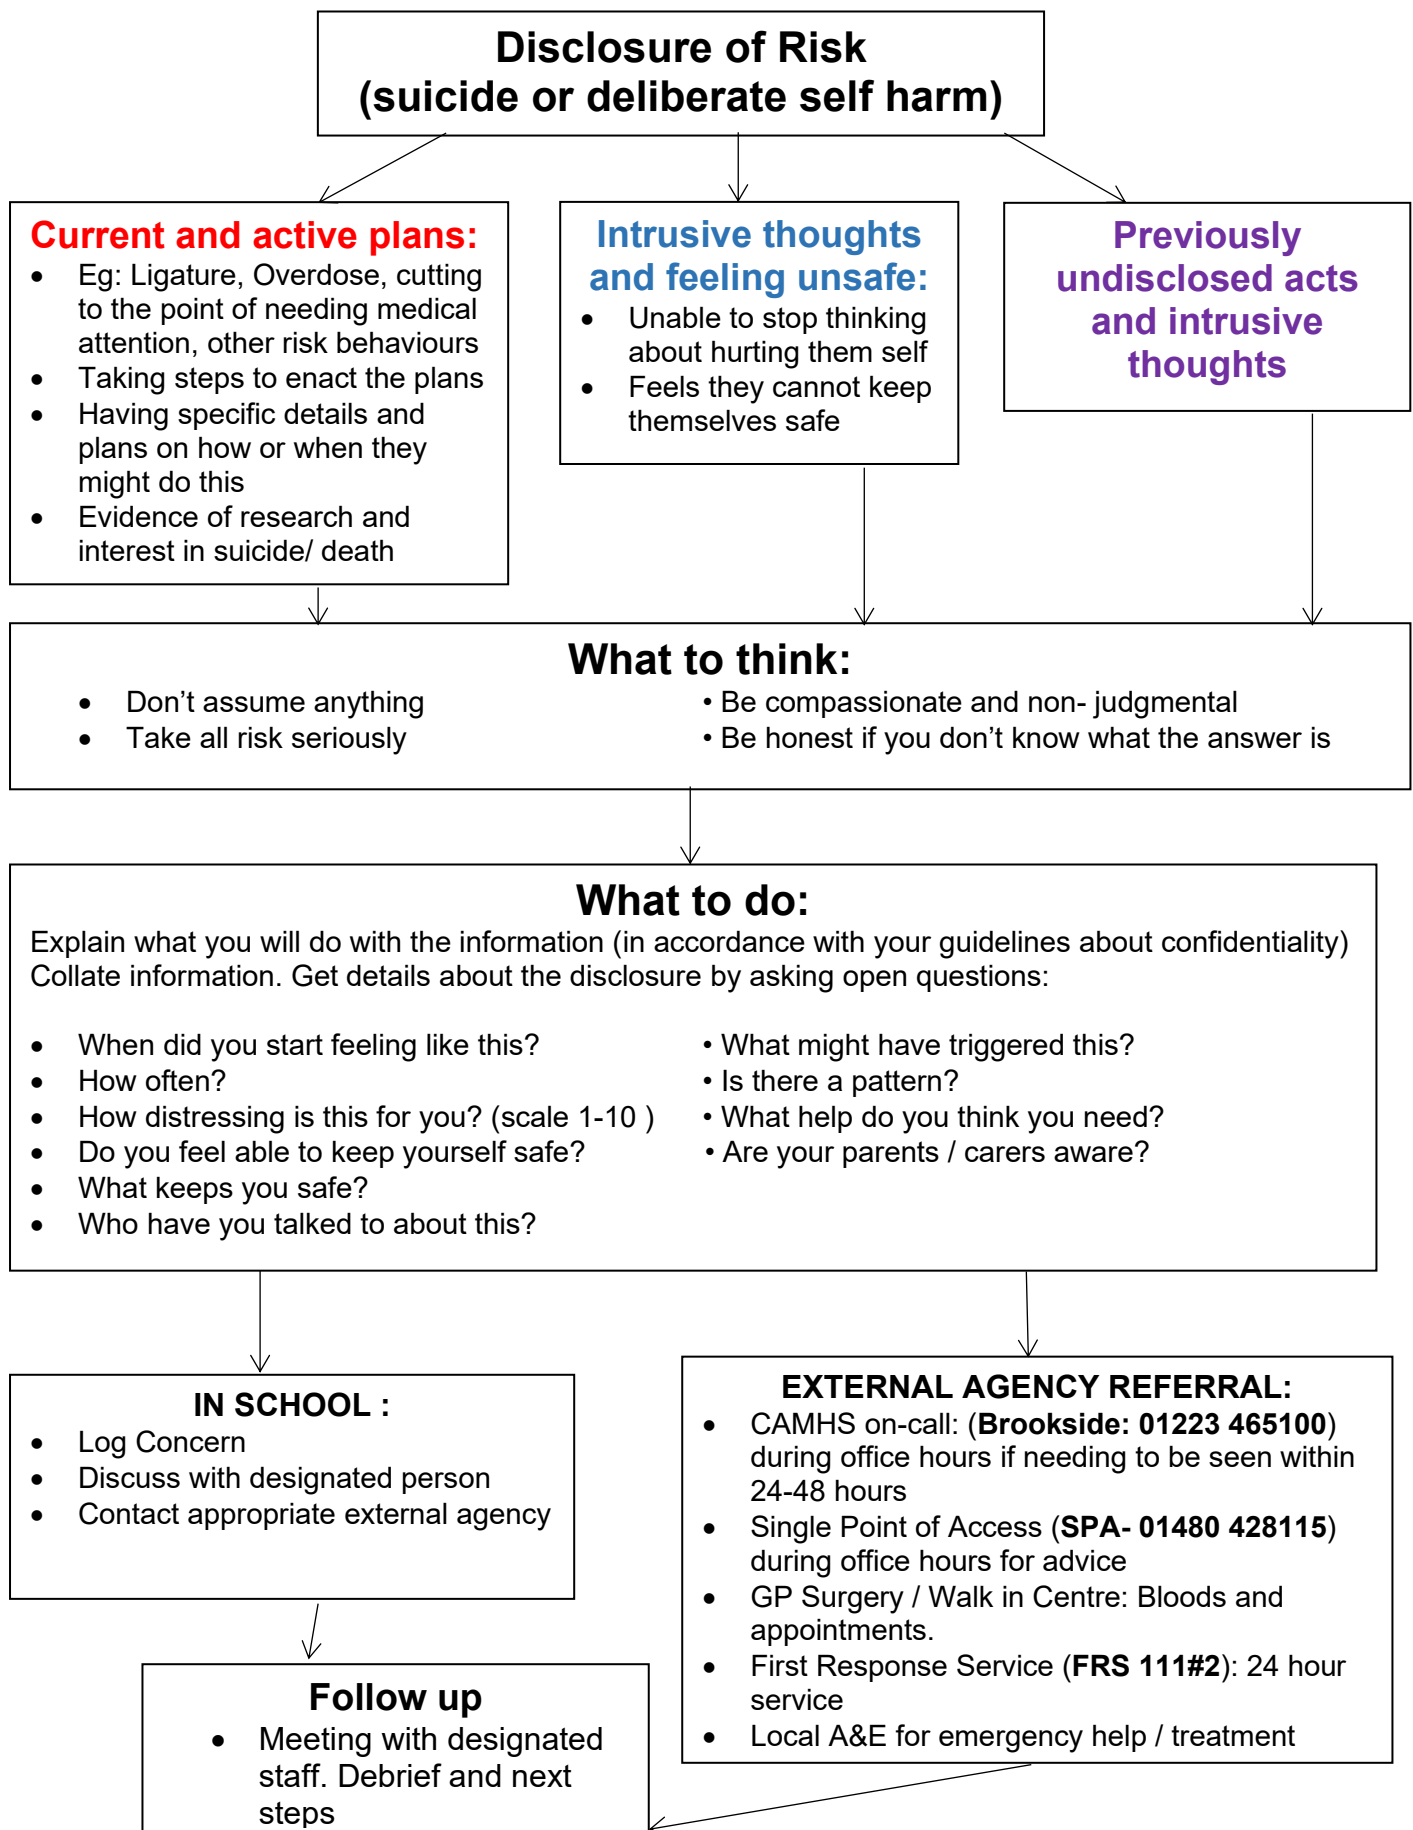 Disclosure of Risk
(suicide or deliberate self harm)
Current and active plans:
• Eg: Ligature, Overdose, cutting
to the point of needing medical
attention, other risk behaviours
• Taking steps to enact the plans
• Having specific details and
plans on how or when they
might do this
• Evidence of research and
interest in suicide/ death
Intrusive thoughts
and feeling unsafe:
• Unable to stop thinking
about hurting them self
• Feels they cannot keep
themselves safe
Previously
undisclosed acts
and intrusive
thoughts
What to think:
• Don’t assume anything
• Take all risk seriously
• Be compassionate and non- judgmental
• Be honest if you don’t know what the answer is
What to do:
Explain what you will do with the information (in accordance with your guidelines about confidentiality)
Collate information. Get details about the disclosure by asking open questions:
• When did you start feeling like this?
• How often?
• How distressing is this for you? (scale 1-10 )
• Do you feel able to keep yourself safe?
• What keeps you safe?
• Who have you talked to about this?
• What might have triggered this?
• Is there a pattern?
• What help do you think you need?
• Are your parents / carers aware?
IN SCHOOL :
• Log Concern
• Discuss with designated person
• Contact appropriate external agency
EXTERNAL AGENCY REFERRAL:
• CAMHS on-call: (Brookside: 01223 465100)
during office hours if needing to be seen within
24-48 hours
• Single Point of Access (SPA- 01480 428115)
during office hours for advice
• GP Surgery / Walk in Centre: Bloods and
appointments.
• First Response Service (FRS 111#2): 24 hour
service
• Local A&E for emergency help / treatment
Follow up
• Meeting with designated
staff. Debrief and next
steps